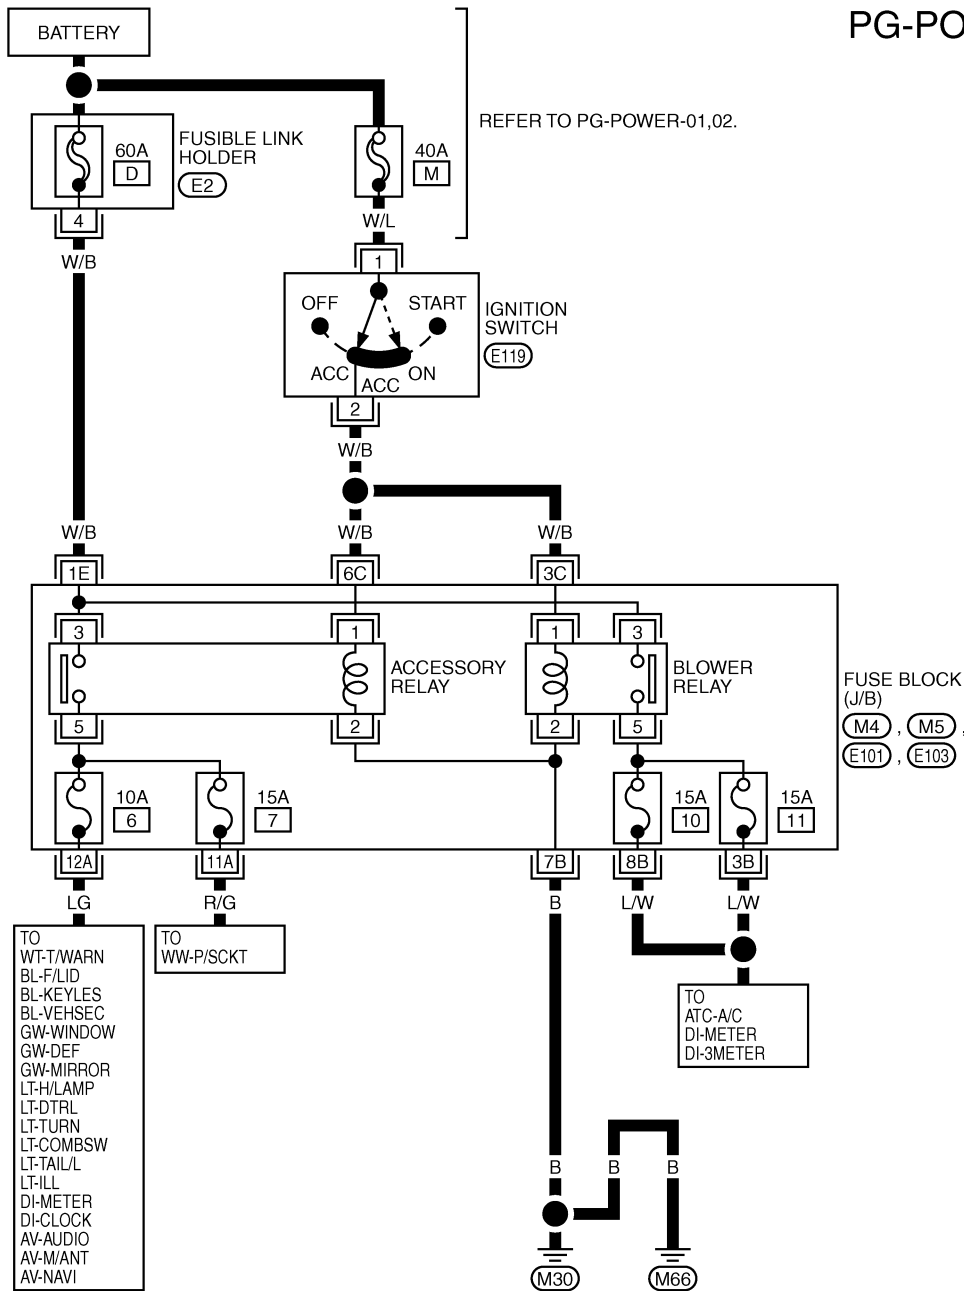 PG-PO
BATTERY
REFER TO PG-POWER-01,02.
60A
D
FUSIBLE LINK
HOLDER
E2
40A
M
4
W/L
W/B
1
OFF
START
IGNITION
SWITCH
E119
ACC
ACC
ON
2
W/B
W/B
W/B
W/B
1E
6C
3C
3
1
1
3
ACCESSORY
RELAY
BLOWER
RELAY
5
2
2
5
FUSE BLOCK
(J/B)
M4 , M5 ,
E101 , E103
10A
6
15A
7
15A
10
15A
11
12A
11A
7B
8B
3B
LG
R/G
B
L/W
L/W
TO
WT-T/WARN
BL-F/LID
BL-KEYLES
BL-VEHSEC
GW-WINDOW
GW-DEF
GW-MIRROR
LT-H/LAMP
LT-DTRL
LT-TURN
LT-COMBSW
LT-TAIL/L
LT-ILL
DI-METER
DI-CLOCK
AV-AUDIO
AV-M/ANT
AV-NAVI
TO
WW-P/SCKT
TO
ATC-A/C
DI-METER
DI-3METER
B
B
B
M30
M66